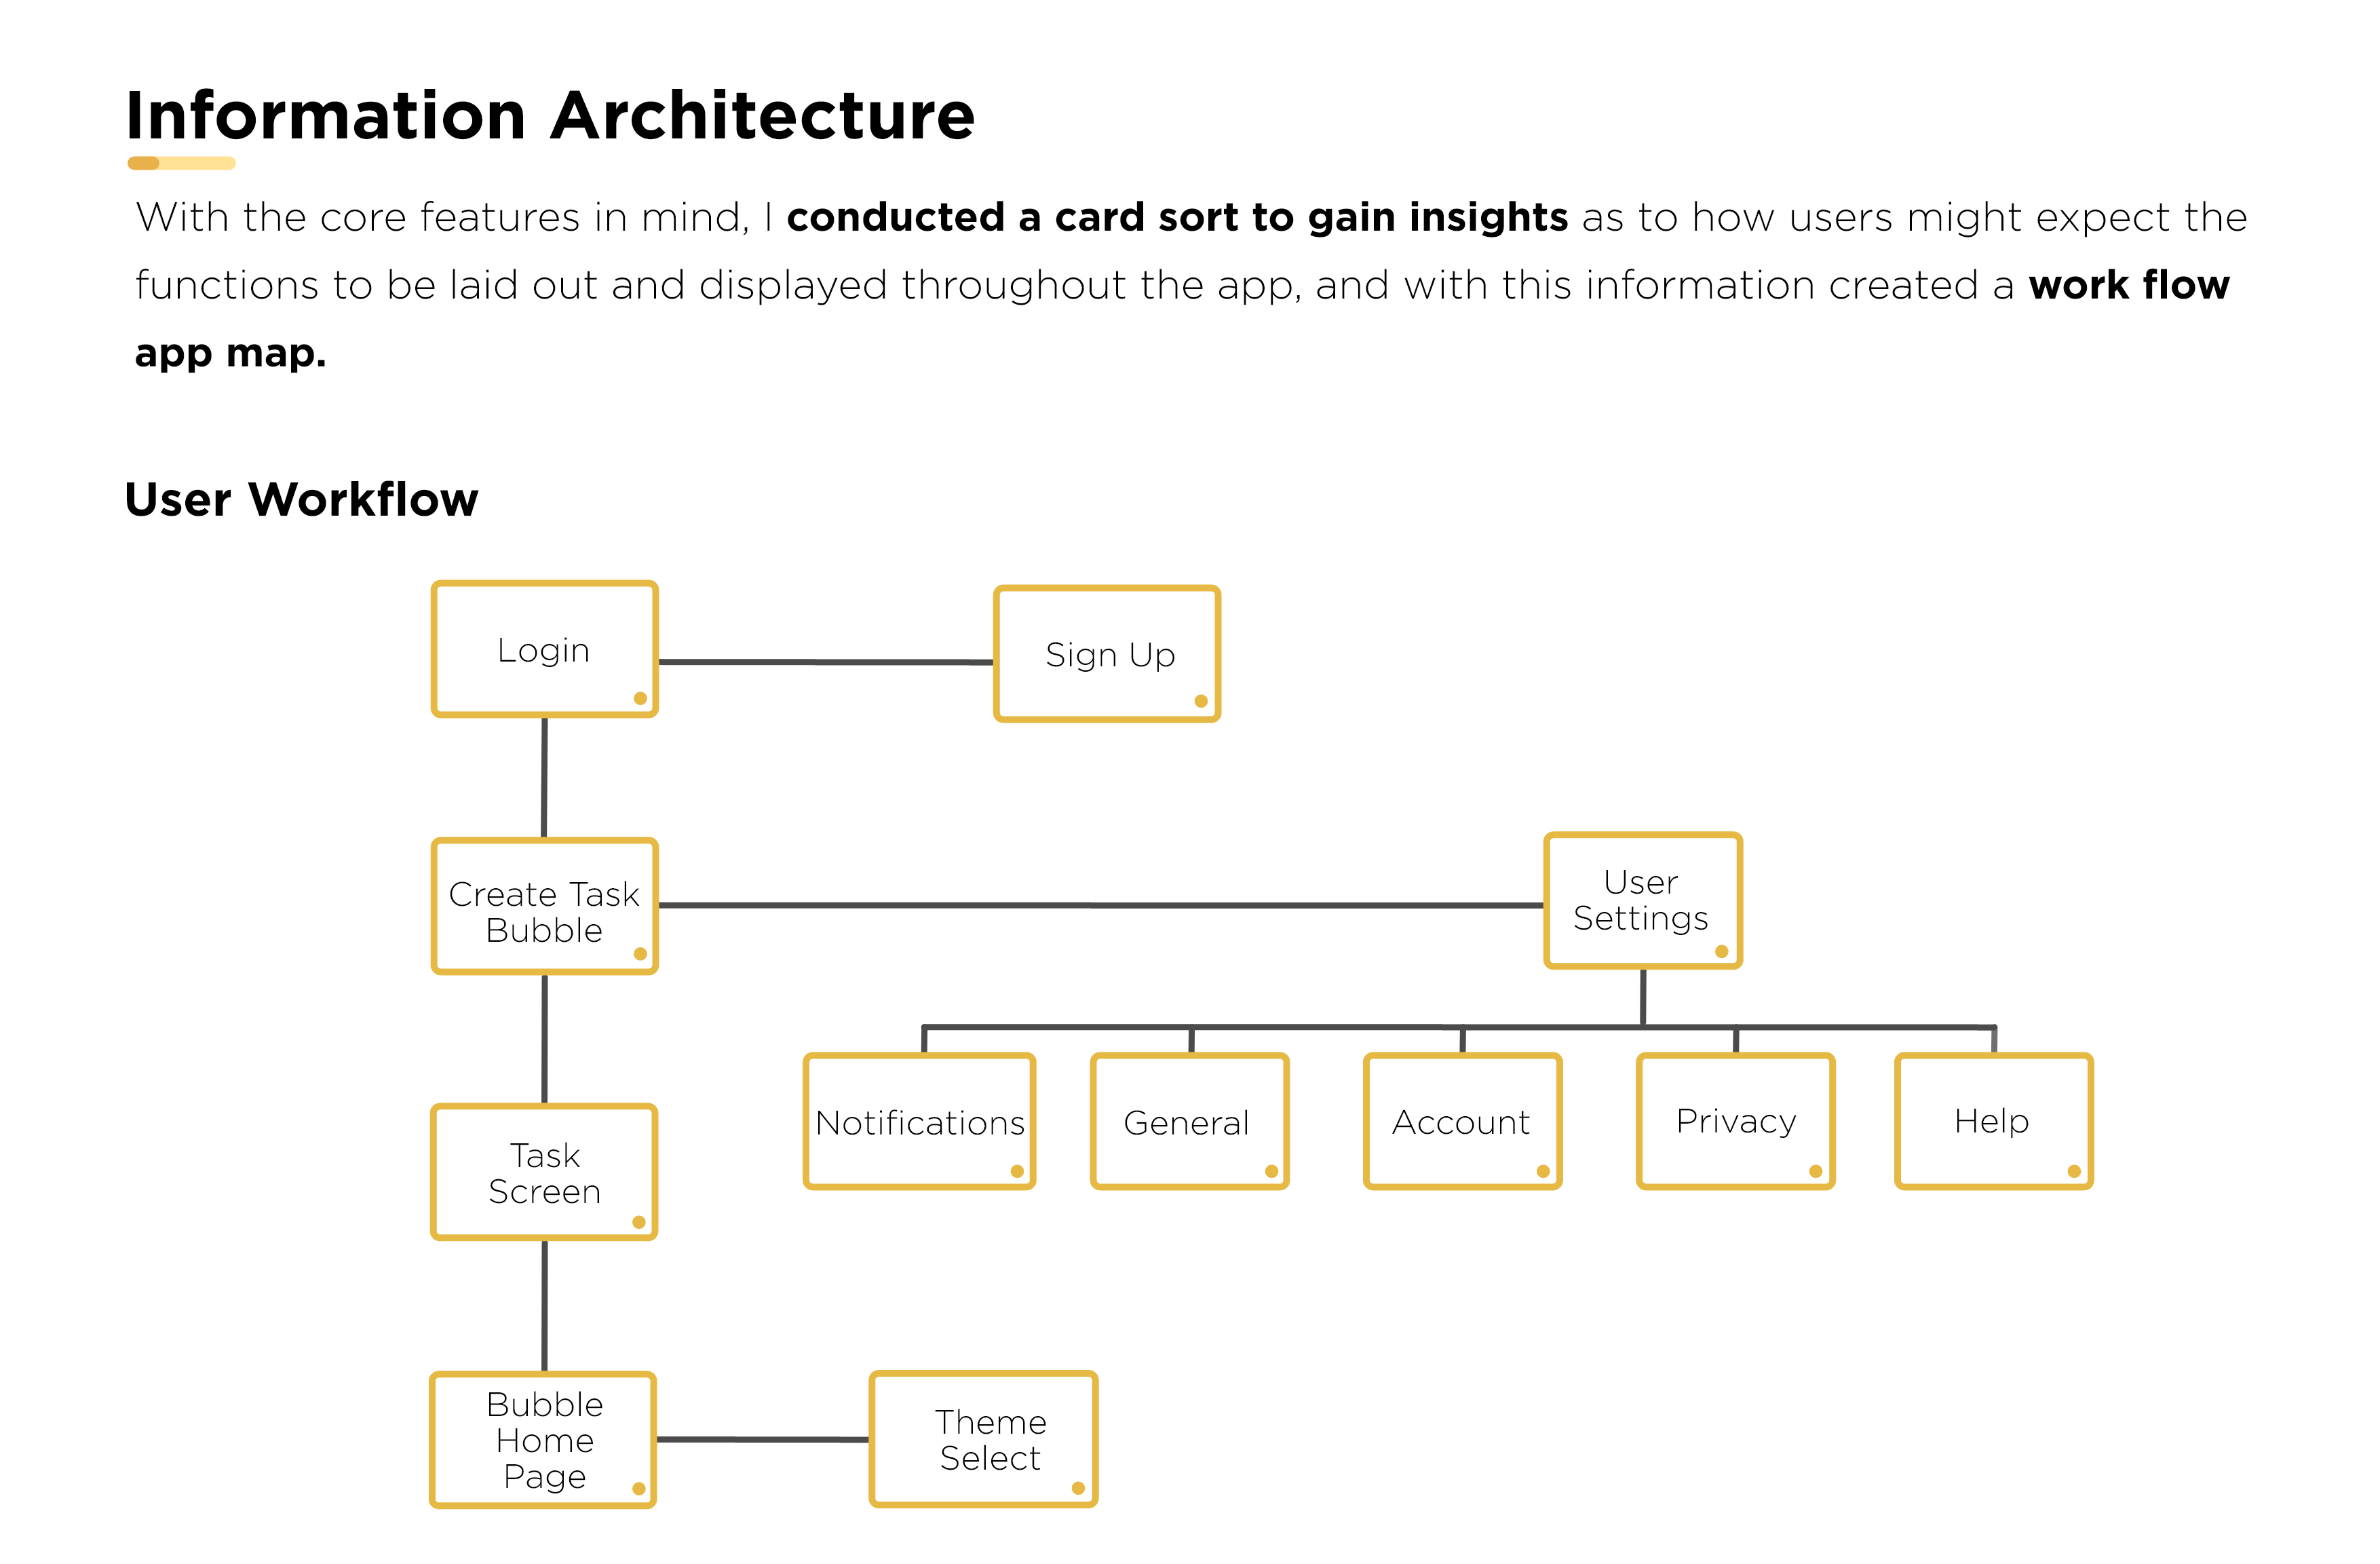 Information Architecture
With the core features in mind, I conducted a card sort to gain insights as to how users might expect the
functions to be laid out and displayed throughout the app, and with this information created a work flow
app map.
User Workflow
Login
Sign Up
Create Task
Bubble
User
Settings
Notifications
General
Account
Privacy
Help
Task
Screen
Bubble
Home
Page
Theme
Select